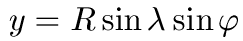 y = R sin λ sin φ